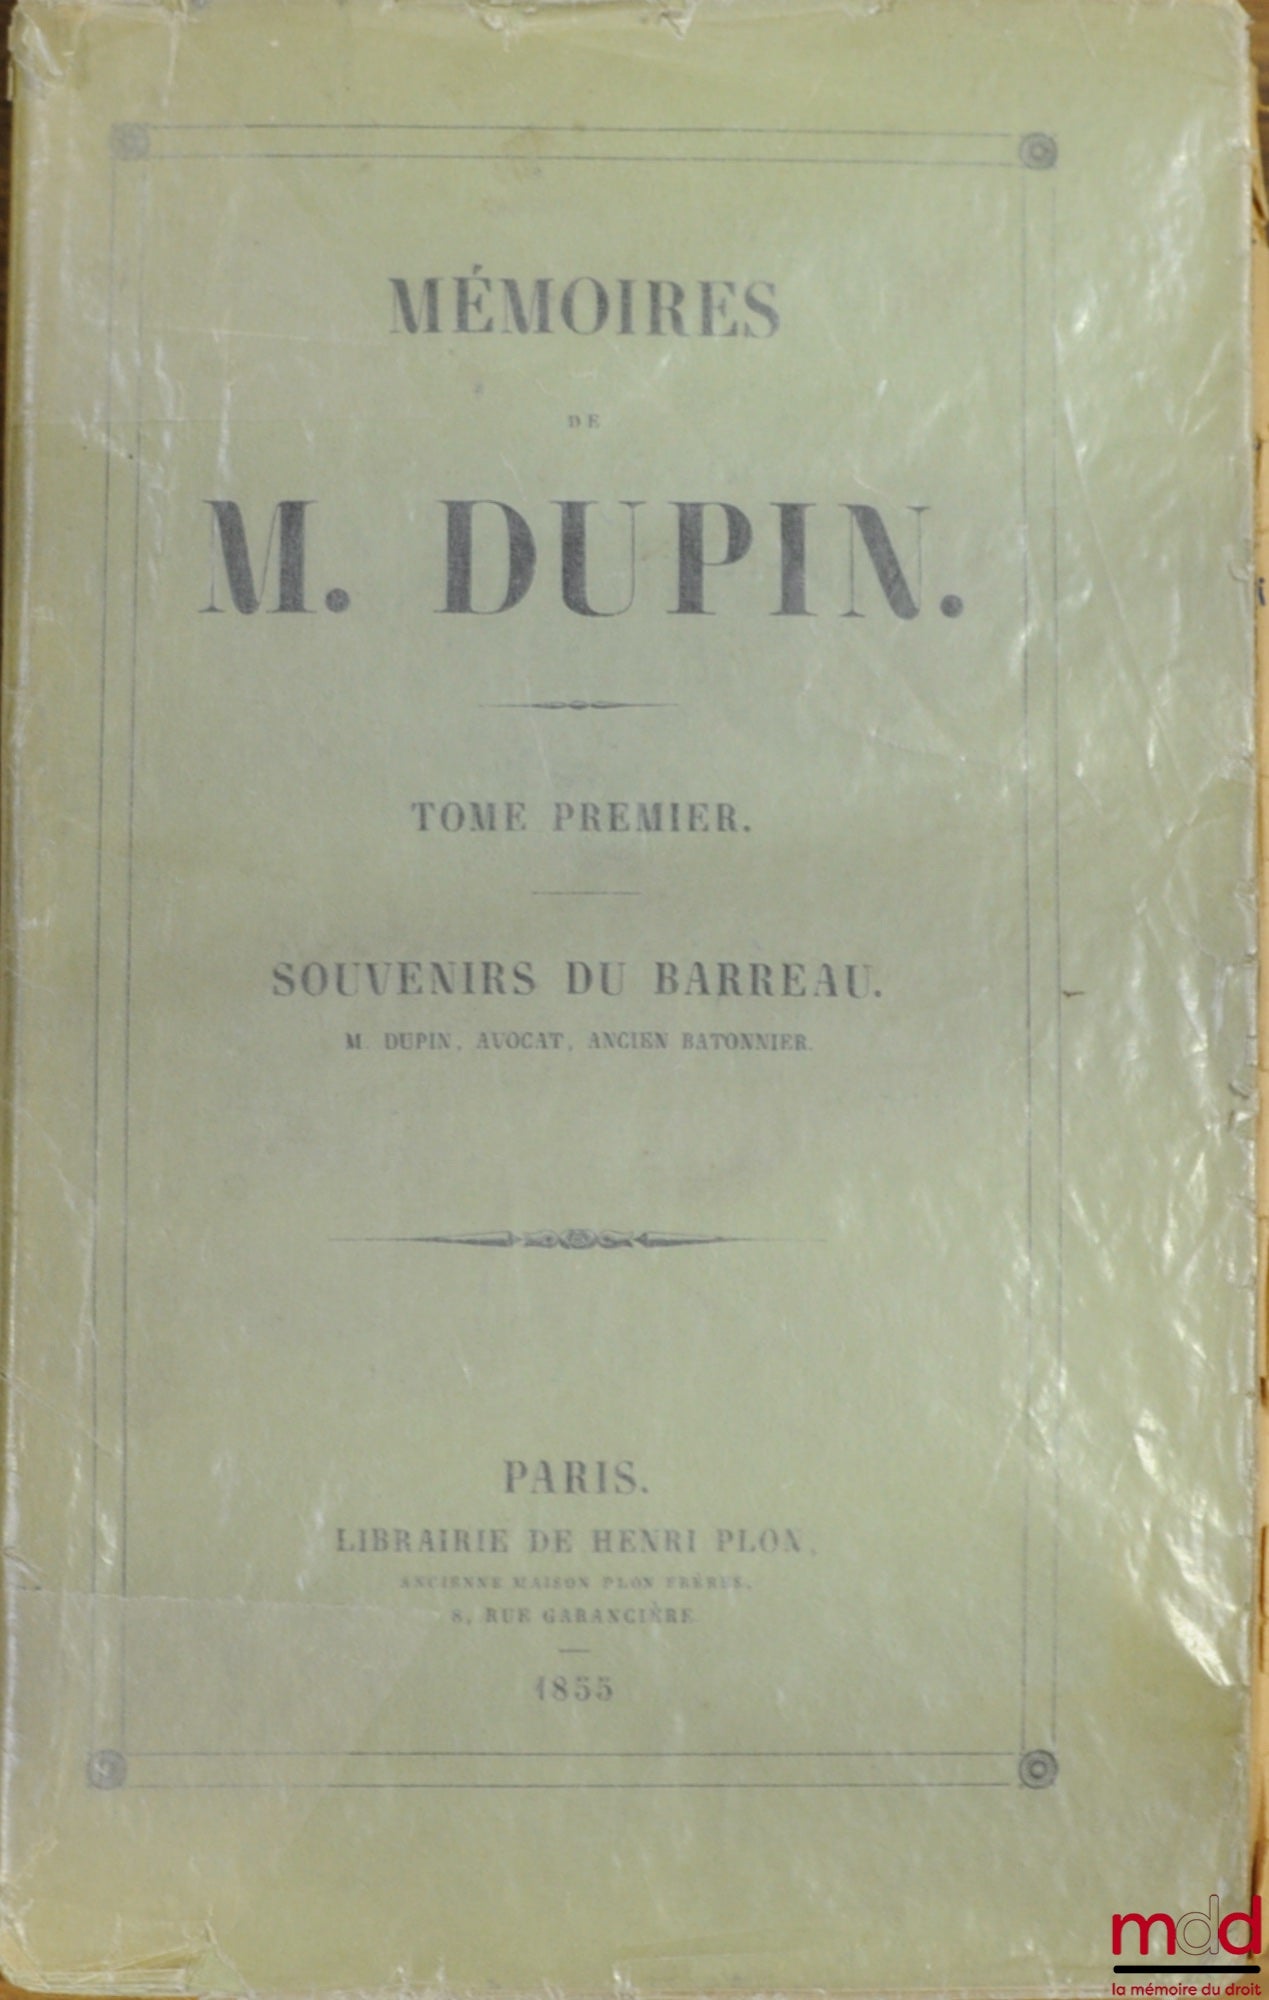 MÉMOIRES
DE
M. DUPIN.
TOME PREMIER.
SOUVENIRS DU BARREAU.
M. DUPIN, AVOCAT, ANCIEN BATONNIER.
PARIS.
LIBRAIRIE DE HENRI PLON,
ANCIENNE MAISON PLON FRÈRES,
8, RUE GARANCIÈRE
1855
mdd
la mémoire du droit